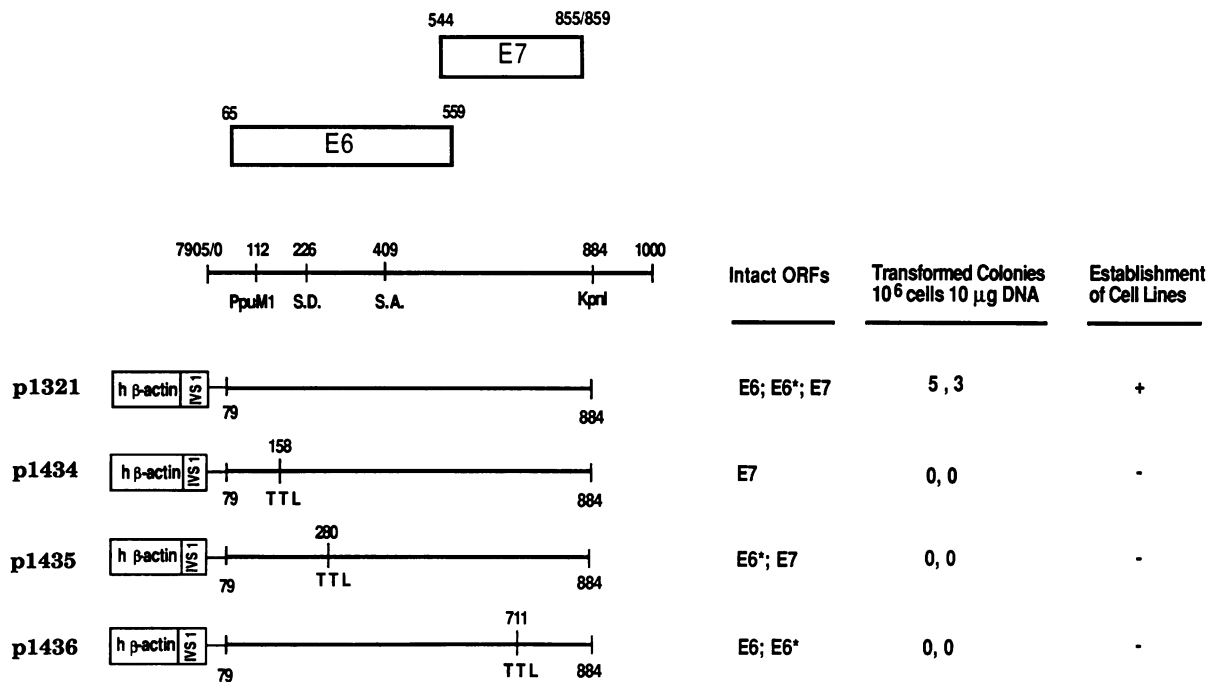 544 855/859
E7
65 559
E6
7905/0 112 226 409 884 1000
PpuM1 S.D. S.A. KpnI
Intact ORFs
Transformed Colonies
10⁶ cells 10 µg DNA
Establishment
of Cell Lines
p1321 h β-actin IVS 1 E6; E6*; E7 5 , 3 +
79 884
158
p1434 h β-actin IVS 1 E7 0, 0 -
79 TTL 884
280
p1435 h β-actin IVS 1 E6*; E7 0, 0 -
79 TTL 884
711
p1436 h β-actin IVS 1 E6; E6* 0, 0 -
79 TTL 884